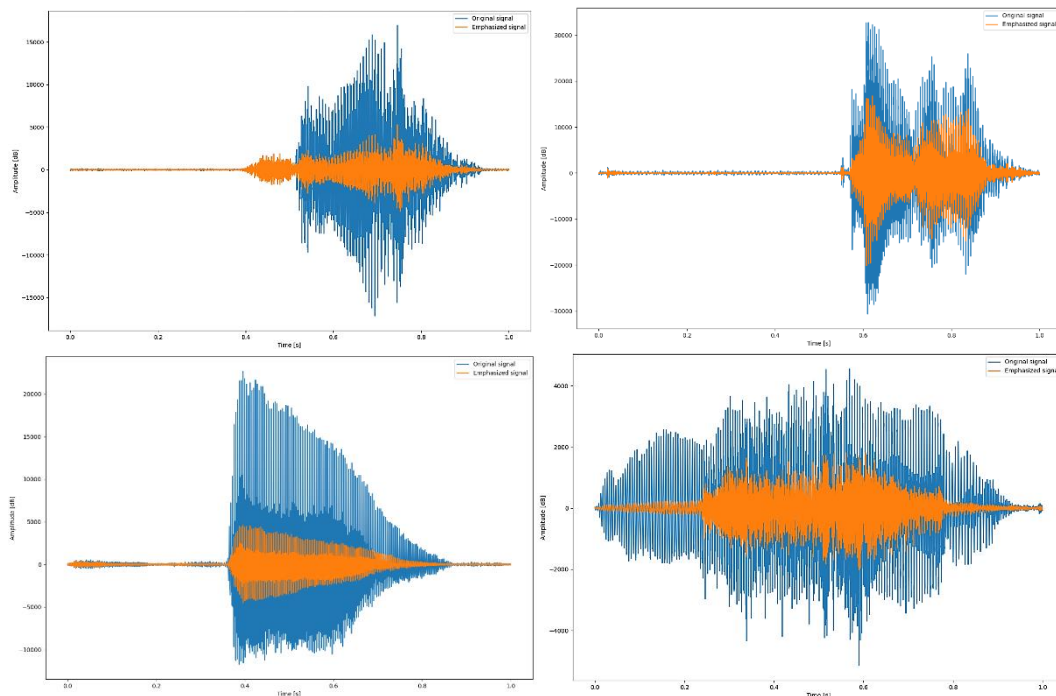 Original signal
Emphasized signal
15000
10000
5000
0
−5000
−10000
−15000
Amplitude [dB]
0.0 0.2 0.4 0.6 0.8 1.0
Time [s]
Original signal
Emphasized signal
30000
20000
10000
0
−10000
−20000
−30000
Amplitude [dB]
0.0 0.2 0.4 0.6 0.8 1.0
Time [s]
Original signal
Emphasized signal
20000
15000
10000
5000
0
−5000
−10000
Amplitude [dB]
0.0 0.2 0.4 0.6 0.8 1.0
Time [s]
Original signal
Emphasized signal
4000
2000
0
−2000
−4000
Amplitude [dB]
0.0 0.2 0.4 0.6 0.8 1.0
Time [s]